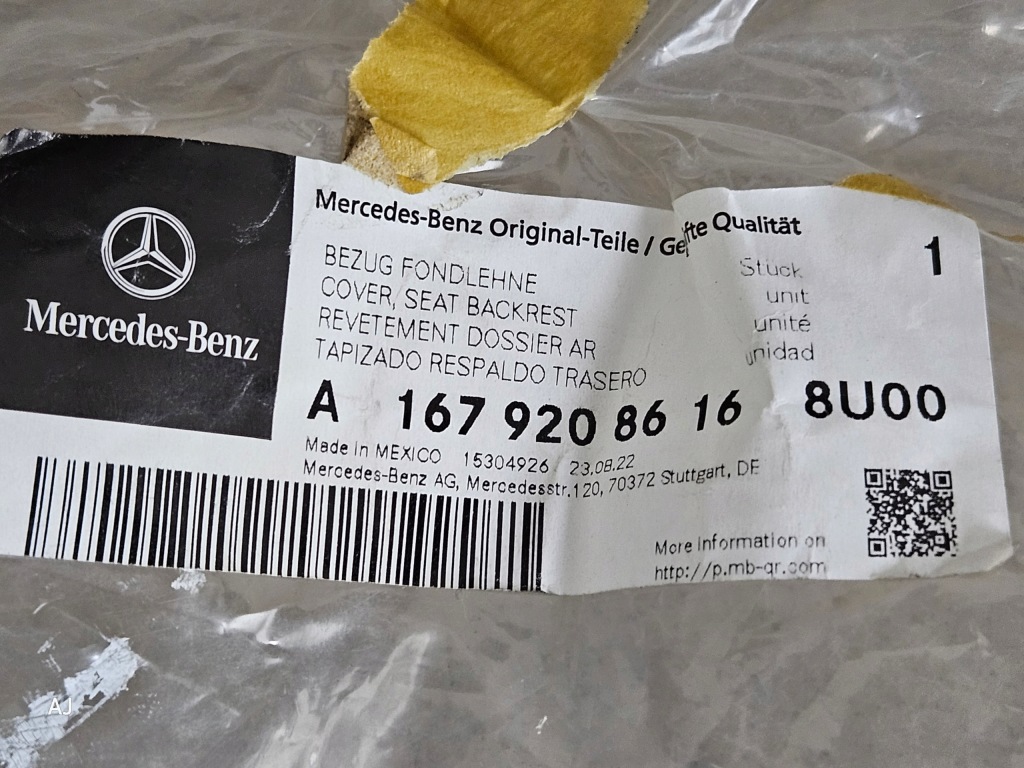 Mercedes-Benz
Mercedes-Benz Original-Teile / Ge fte Qualität
BEZUG FONDLEHNE
COVER, SEAT BACKREST
REVETEMENT DOSSIER AR
TAPIZADO RESPALDO TRASERO
Stück 1
unit
unité
unidad
A 167 920 86 16 8U00
Made in MEXICO 15304926 23.08.22
Mercedes-Benz AG, Mercedesstr.120, 70372 Stuttgart, DE
More information on
http://p.mb-qr.com
AJ